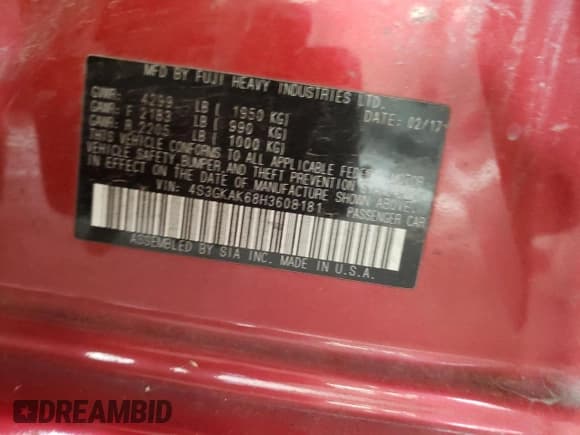 MFD BY FUJI HEAVY INDUSTRIES LTD.
DATE: 02/17
GVWR: 4299 LB [ 1950 KG]
GAWR: F 2183 LB [ 990 KG]
GAWR: R 2205 LB [ 1000 KG]
THIS VEHICLE CONFORMS TO ALL APPLICABLE FEDERAL MOTOR
VEHICLE SAFETY BUMPER AND THEFT PREVENTION
IN EFFECT ON THE DATE OF MANUFACTURE SHOWN ABOVE.
VIN: 4S3GKAK68H3608181
PASSENGER CAR
ASSEMBLED BY SIA INC. MADE IN U.S.A.
DREAMBID